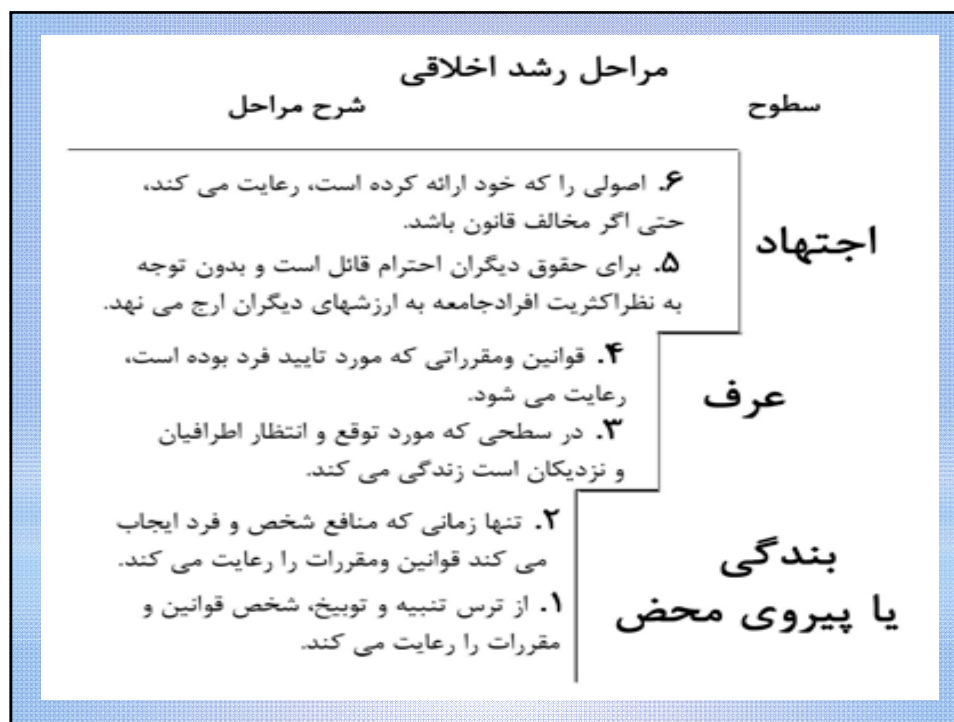 مراحل رشد اخلاقی
سطوح
شرح مراحل
اجتهاد
۶. اصولی را که خود ارائه کرده است، رعایت می کند،
حتی اگر مخالف قانون باشد.
۵. برای حقوق دیگران احترام قائل است و بدون توجه
به نظراکثریت افرادجامعه به ارزشهای دیگران ارج می نهد.
عرف
۴. قوانین ومقرراتی که مورد تایید فرد بوده است،
رعایت می شود.
۳. در سطحی که مورد توقع و انتظار اطرافیان
و نزدیکان است زندگی می کند.
بندگی
یا پیروی محض
۲. تنها زمانی که منافع شخص و فرد ایجاب
می کند قوانین ومقررات را رعایت می کند.
۱. از ترس تنبیه و توبیخ، شخص قوانین و
مقررات را رعایت می کند.